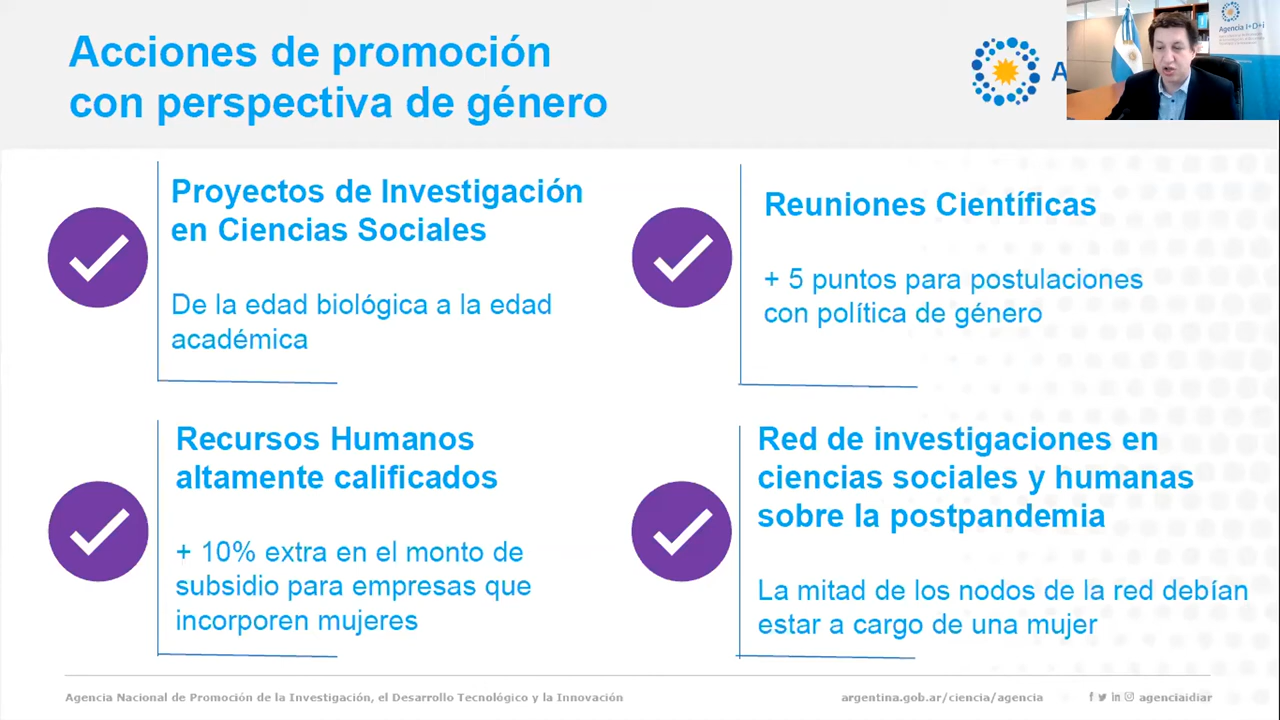 Acciones de promoción
con perspectiva de género
A
Agencia I+D+i
Proyectos de Investigación
en Ciencias Sociales
De la edad biológica a la edad
académica
Reuniones Científicas
+ 5 puntos para postulaciones
con política de género
Recursos Humanos
altamente calificados
+ 10% extra en el monto de
subsidio para empresas que
incorporen mujeres
Red de investigaciones en
ciencias sociales y humanas
sobre la postpandemia
La mitad de los nodos de la red debían
estar a cargo de una mujer
Agencia Nacional de Promoción de la Investigación, el Desarrollo Tecnológico y la Innovación
argentina.gob.ar/ciencia/agencia
agenciaidiar